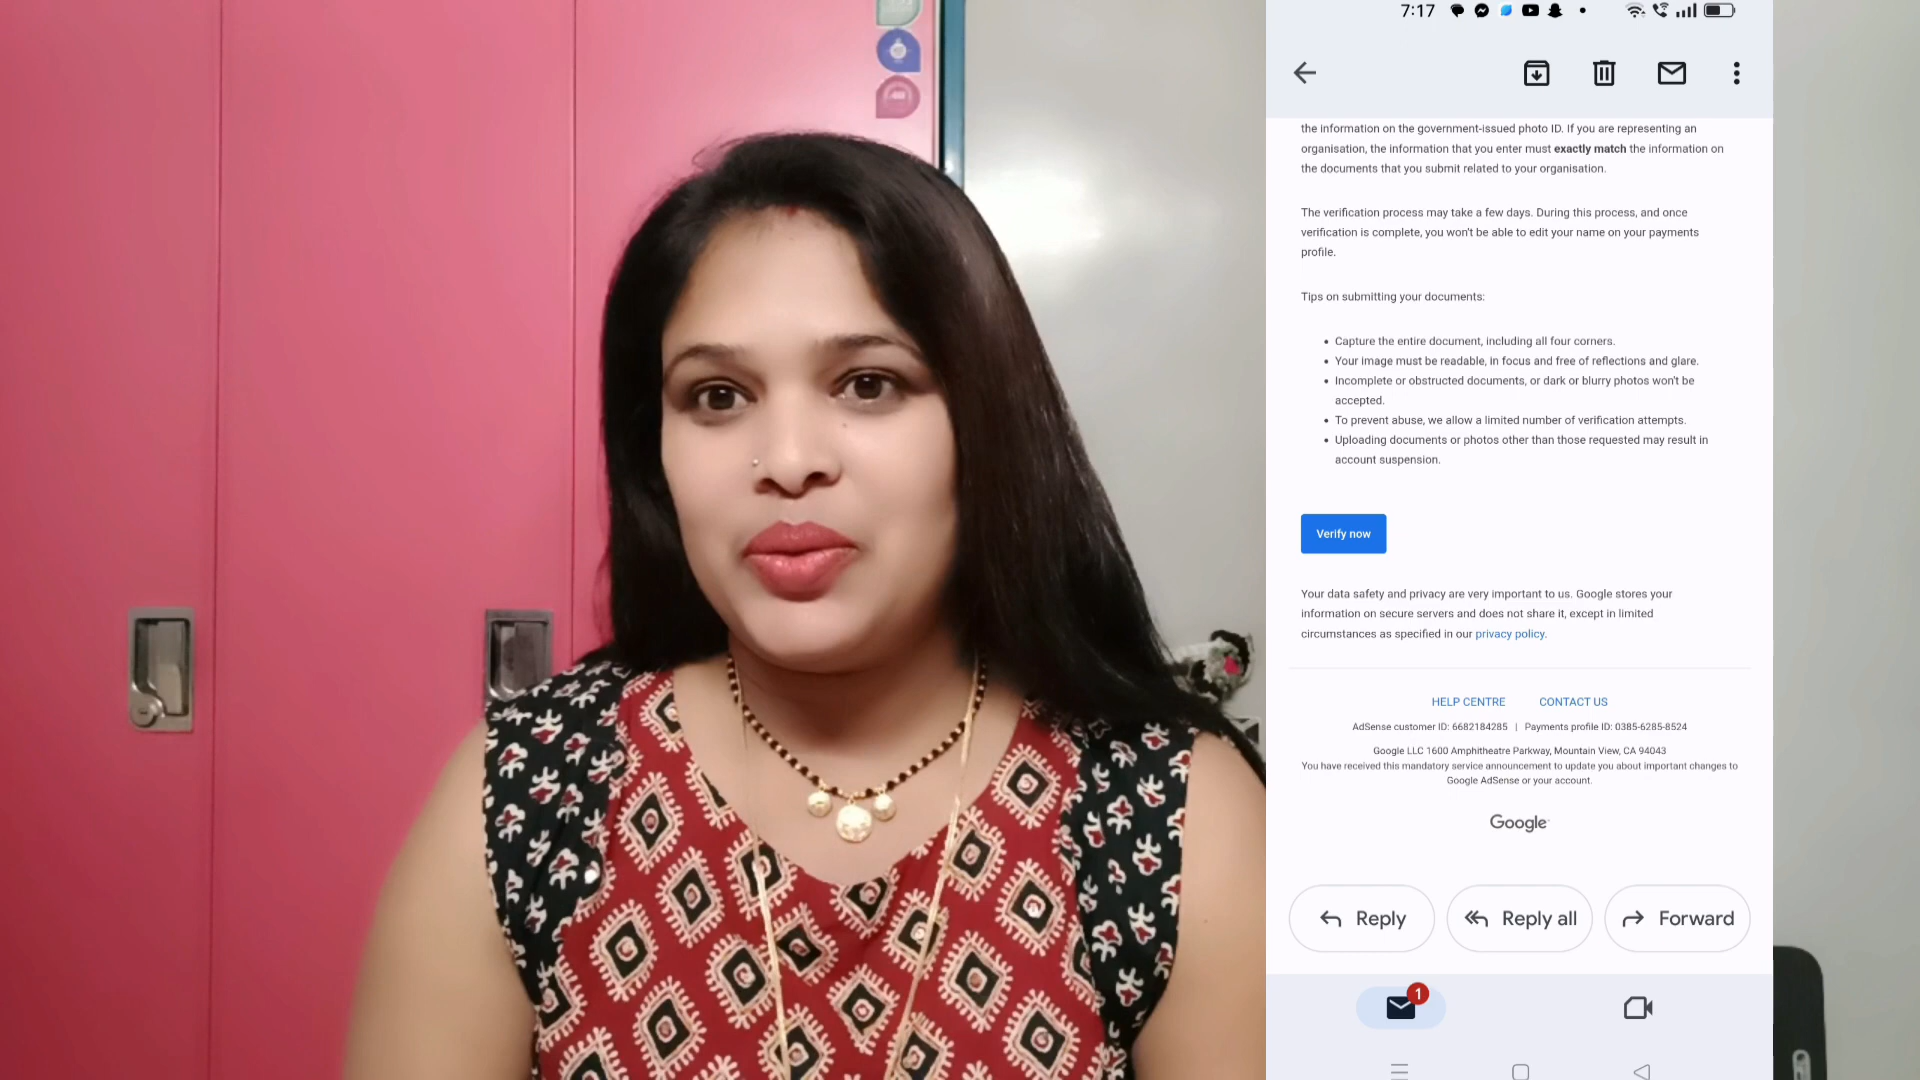 7:17
the information on the government-issued photo ID. If you are representing an
organisation, the information that you enter must exactly match the information on
the documents that you submit related to your organisation.
The verification process may take a few days. During this process, and once
verification is complete, you won't be able to edit your name on your payments
profile.
Tips on submitting your documents:
• Capture the entire document, including all four corners.
• Your image must be readable, in focus and free of reflections and glare.
• Incomplete or obstructed documents, or dark or blurry photos won't be
accepted.
• To prevent abuse, we allow a limited number of verification attempts.
• Uploading documents or photos other than those requested may result in
account suspension.
Verify now
Your data safety and privacy are very important to us. Google stores your
information on secure servers and does not share it, except in limited
circumstances as specified in our privacy policy.
HELP CENTRE CONTACT US
AdSense customer ID: 6682184285 | Payments profile ID: 0385-6285-8524
Google LLC 1600 Amphitheatre Parkway, Mountain View, CA 94043
You have received this mandatory service announcement to update you about important changes to
Google AdSense or your account.
Google
Reply Reply all Forward
1